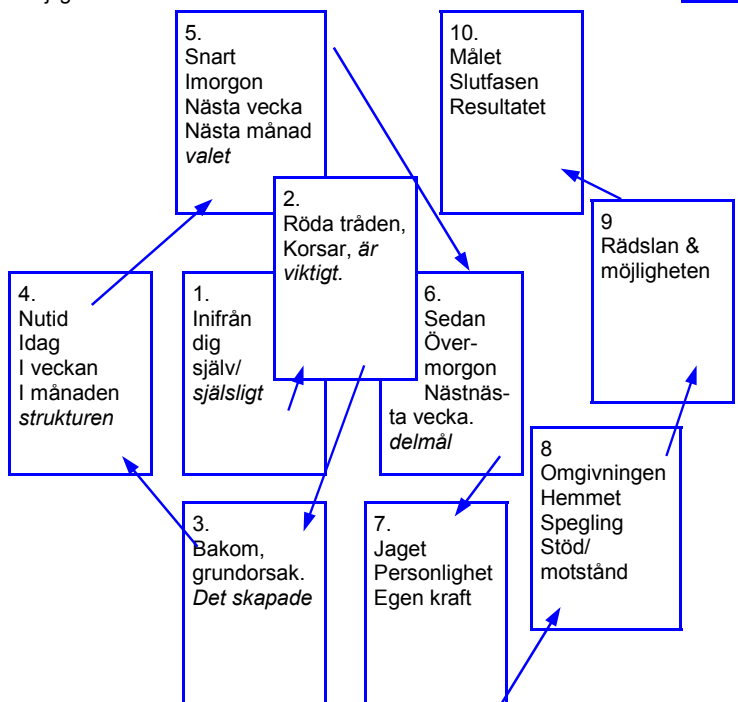 5.
Snart
Imorgon
Nästa vecka
Nästa månad
valet
10.
Målet
Slutfasen
Resultatet
2.
Röda tråden,
Korsar, är
viktigt.
9
Rädslan &
möjligheten
4.
Nutid
Idag
I veckan
I månaden
strukturen
1.
Inifrån
dig
själv/
själsligt
6.
Sedan
Över-
morgon
Nästnäs-
ta vecka.
delmål
8
Omgivningen
Hemmet
Spegling
Stöd/
motstånd
3.
Bakom,
grundorsak.
Det skapade
7.
Jaget
Personlighet
Egen kraft